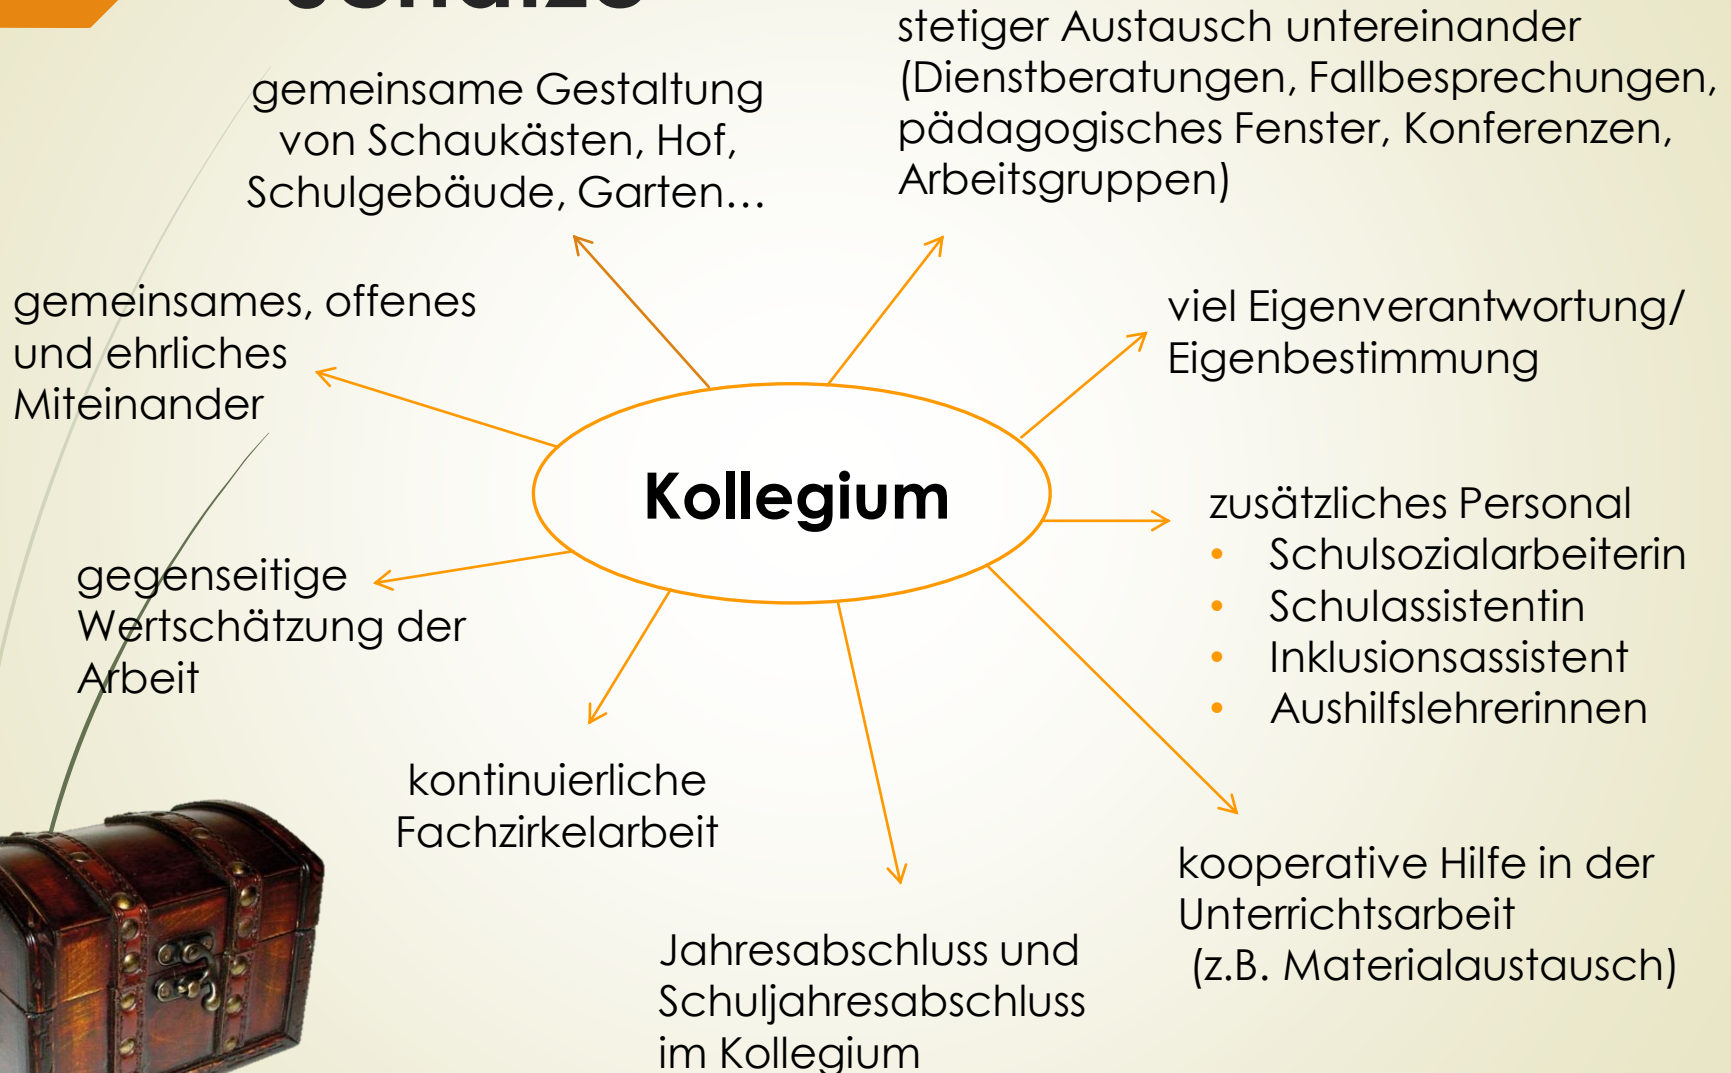 stetiger Austausch untereinander
(Dienstberatungen, Fallbesprechungen,
pädagogisches Fenster, Konferenzen,
Arbeitsgruppen)
gemeinsame Gestaltung
von Schaukästen, Hof,
Schulgebäude, Garten…
gemeinsames, offenes
und ehrliches
Miteinander
viel Eigenverantwortung/
Eigenbestimmung
Kollegium
zusätzliches Personal
• Schulsozialarbeiterin
• Schulassistentin
• Inklusionsassistent
• Aushilfslehrerinnen
gegenseitige
Wertschätzung der
Arbeit
kontinuierliche
Fachzirkelarbeit
kooperative Hilfe in der
Unterrichtsarbeit
(z.B. Materialaustausch)
Jahresabschluss und
Schuljahresabschluss
im Kollegium